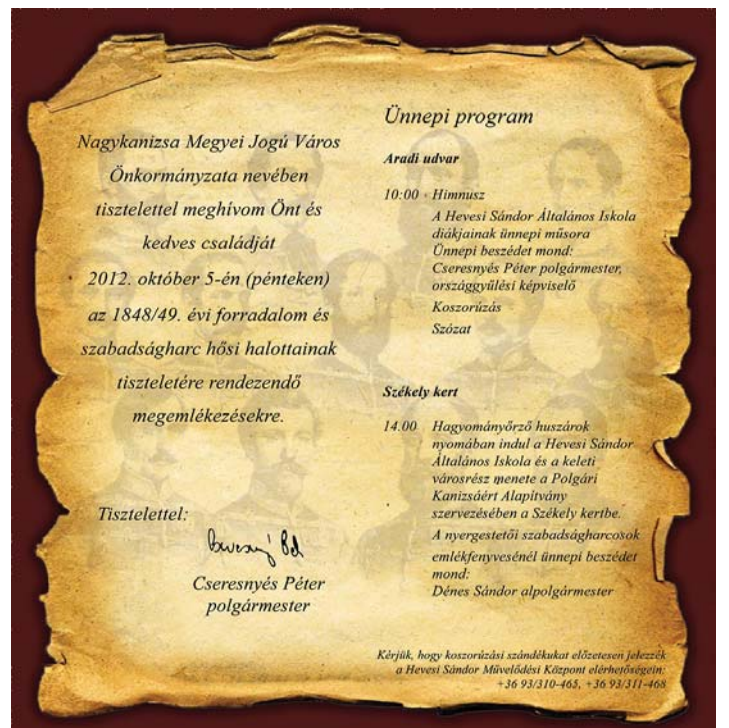 Nagykanizsa Megyei Jogú Város
Önkormányzata nevében
tisztelettel meghívom Önt és
kedves családját
2012. október 5-én (pénteken)
az 1848/49. évi forradalom és
szabadságharc hősi halottainak
tiszteletére rendezendő
megemlékezésekre.
Tisztelettel:
Cseresnyés Péter
polgármester
Ünnepi program
Aradi udvar
10:00 Himnusz
A Hevesi Sándor Általános Iskola
diákjainak ünnepi műsora
Ünnepi beszédet mond:
Cseresnyés Péter polgármester,
országgyűlési képviselő
Koszorúzás
Szózat
Székely kert
14.00 Hagyományőrző huszárok
nyomában indul a Hevesi Sándor
Általános Iskola és a keleti
városrész menete a Polgári
Kanizsáért Alapítvány
szervezésében a Székely kertbe.
A nyergestetői szabadságharcosok
emlékfenyvesénél ünnepi beszédet
mond:
Dénes Sándor alpolgármester
Kérjük, hogy koszorúzási szándékukat előzetesen jelezzék
a Hevesi Sándor Művelődési Központ elérhetőségein:
+36 93/310-465, +36 93/311-468